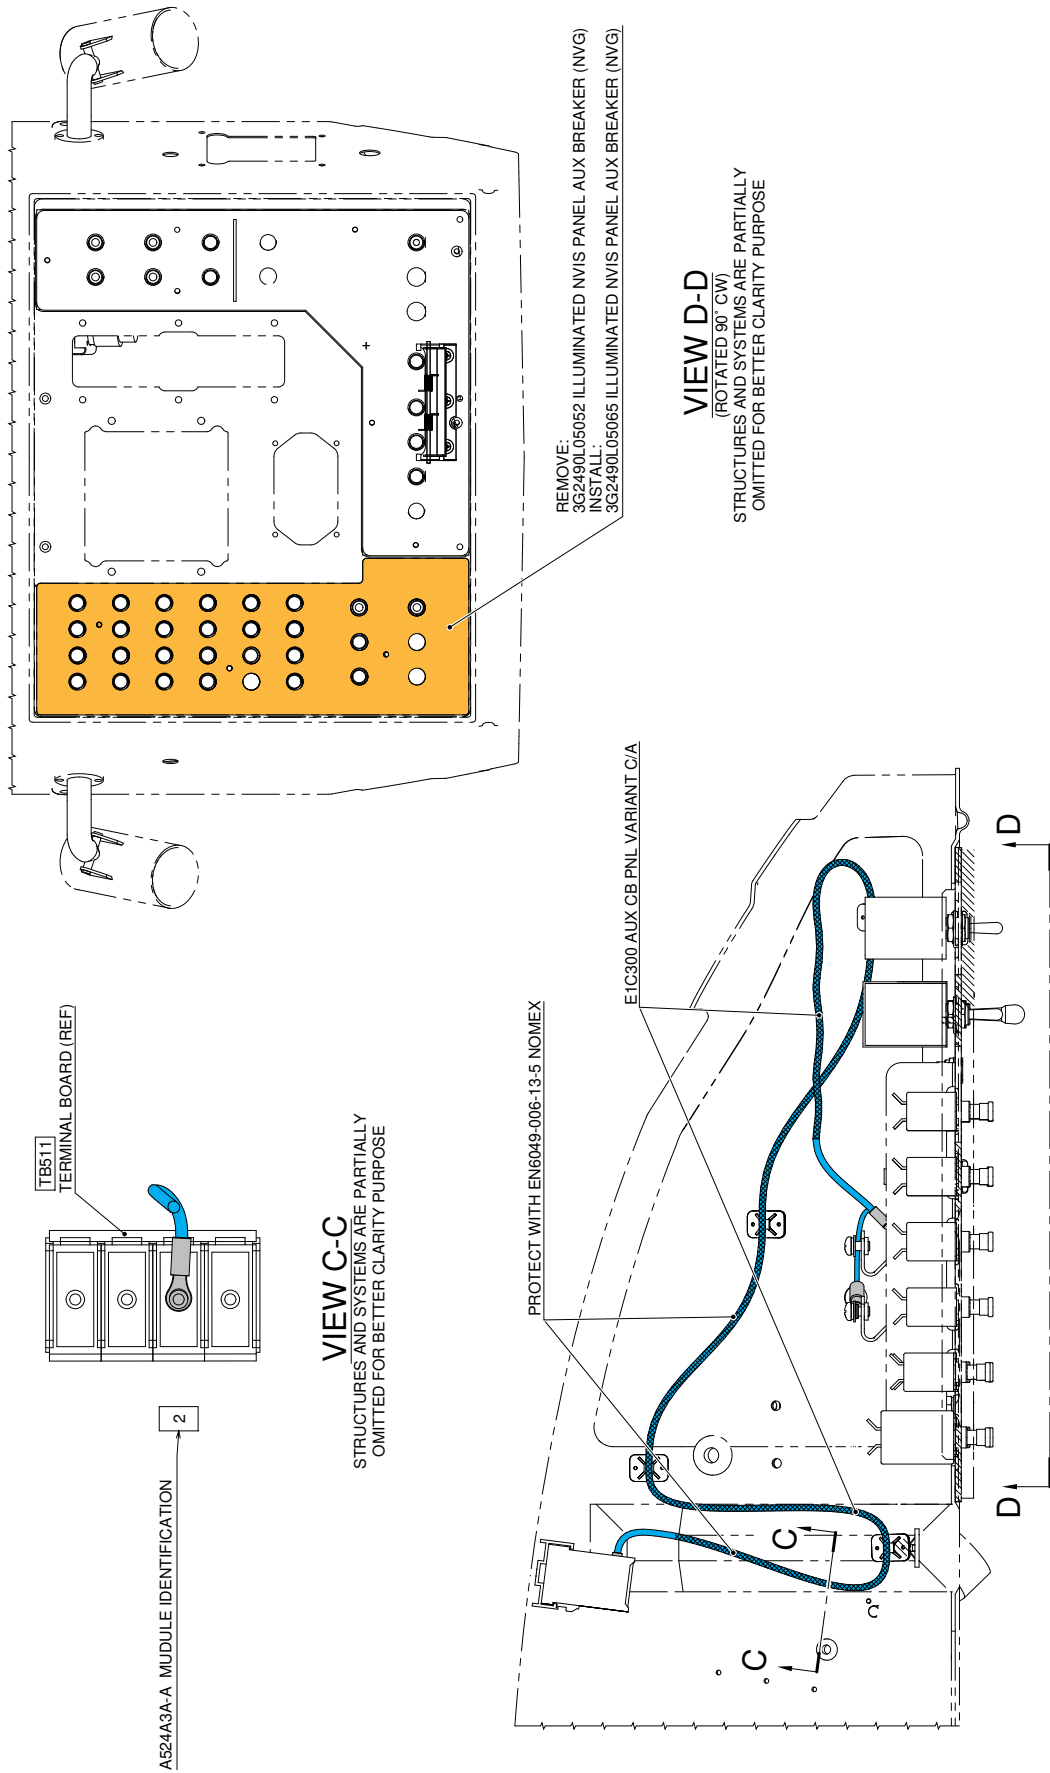 A524A3A-A MUDULE IDENTIFICATION
2
TB511
TERMINAL BOARD (REF)
VIEW C-C
STRUCTURES AND SYSTEMS ARE PARTIALLY
OMITTED FOR BETTER CLARITY PURPOSE
PROTECT WITH EN6049-006-13-5 NOMEX
E1C300 AUX CB PNL VARIANT C/A
C
C
D
D
REMOVE:
3G2490L05052 ILLUMINATED NVIS PANEL AUX BREAKER (NVG)
INSTALL:
3G2490L05065 ILLUMINATED NVIS PANEL AUX BREAKER (NVG)
VIEW D-D
(ROTATED 90° CW)
STRUCTURES AND SYSTEMS ARE PARTIALLY
OMITTED FOR BETTER CLARITY PURPOSE